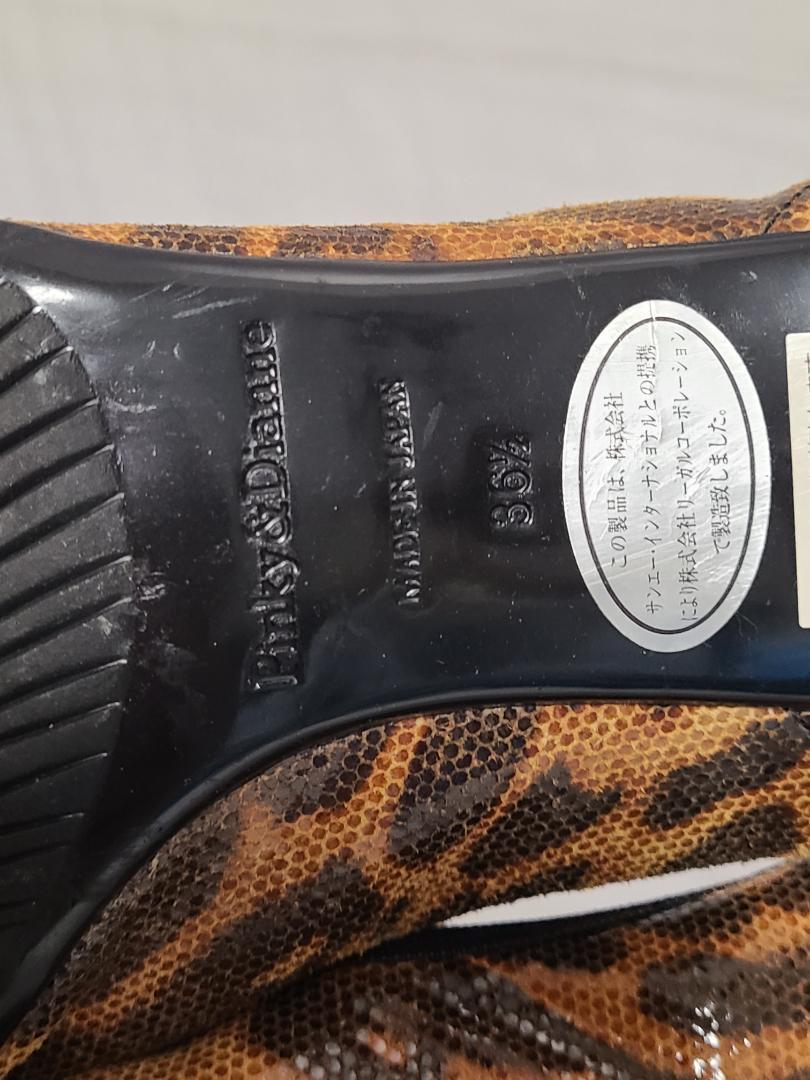 Pinky&Dianne
MADE IN JAPAN
36½
この製品は、株式会社
サンエー・インターナショナルとの提携
により株式会社リーガルコーポレーション
で製造致しました。